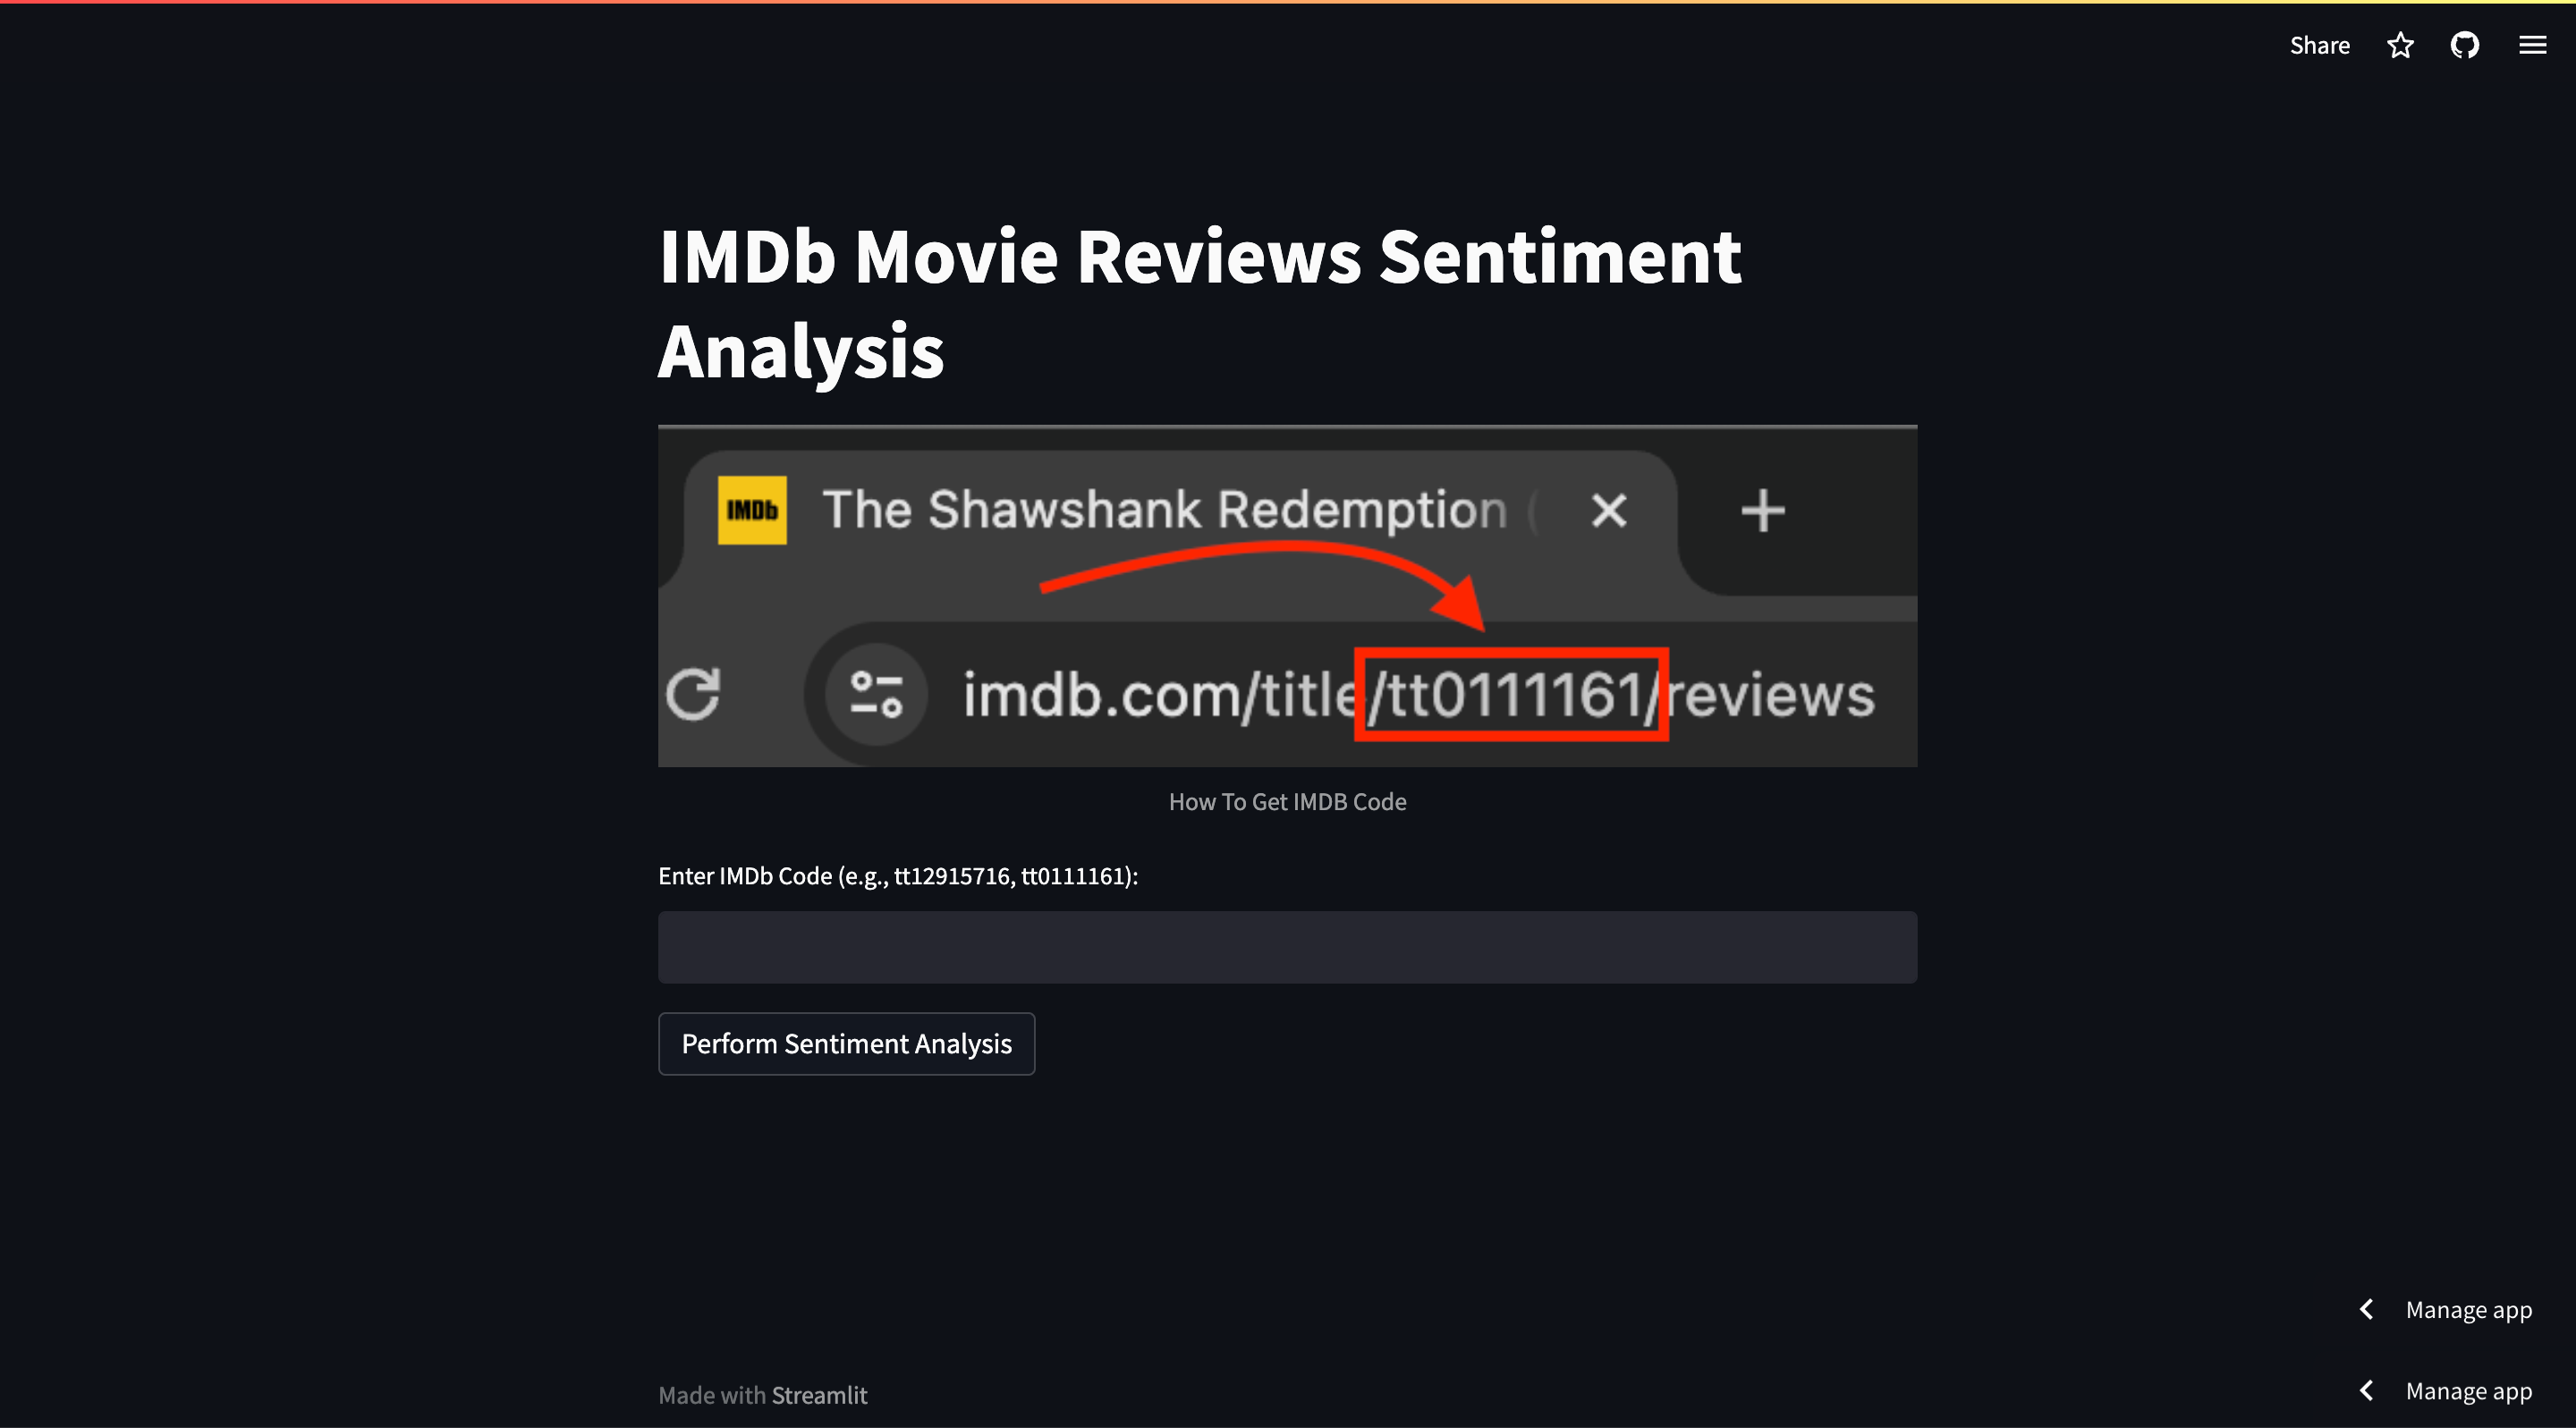 Share
IMDb Movie Reviews Sentiment
Analysis
IMDb The Shawshank Redemption (
imdb.com/title/tt0111161/reviews
How To Get IMDB Code
Enter IMDb Code (e.g., tt12915716, tt0111161):
Perform Sentiment Analysis
Manage app
Made with Streamlit
Manage app